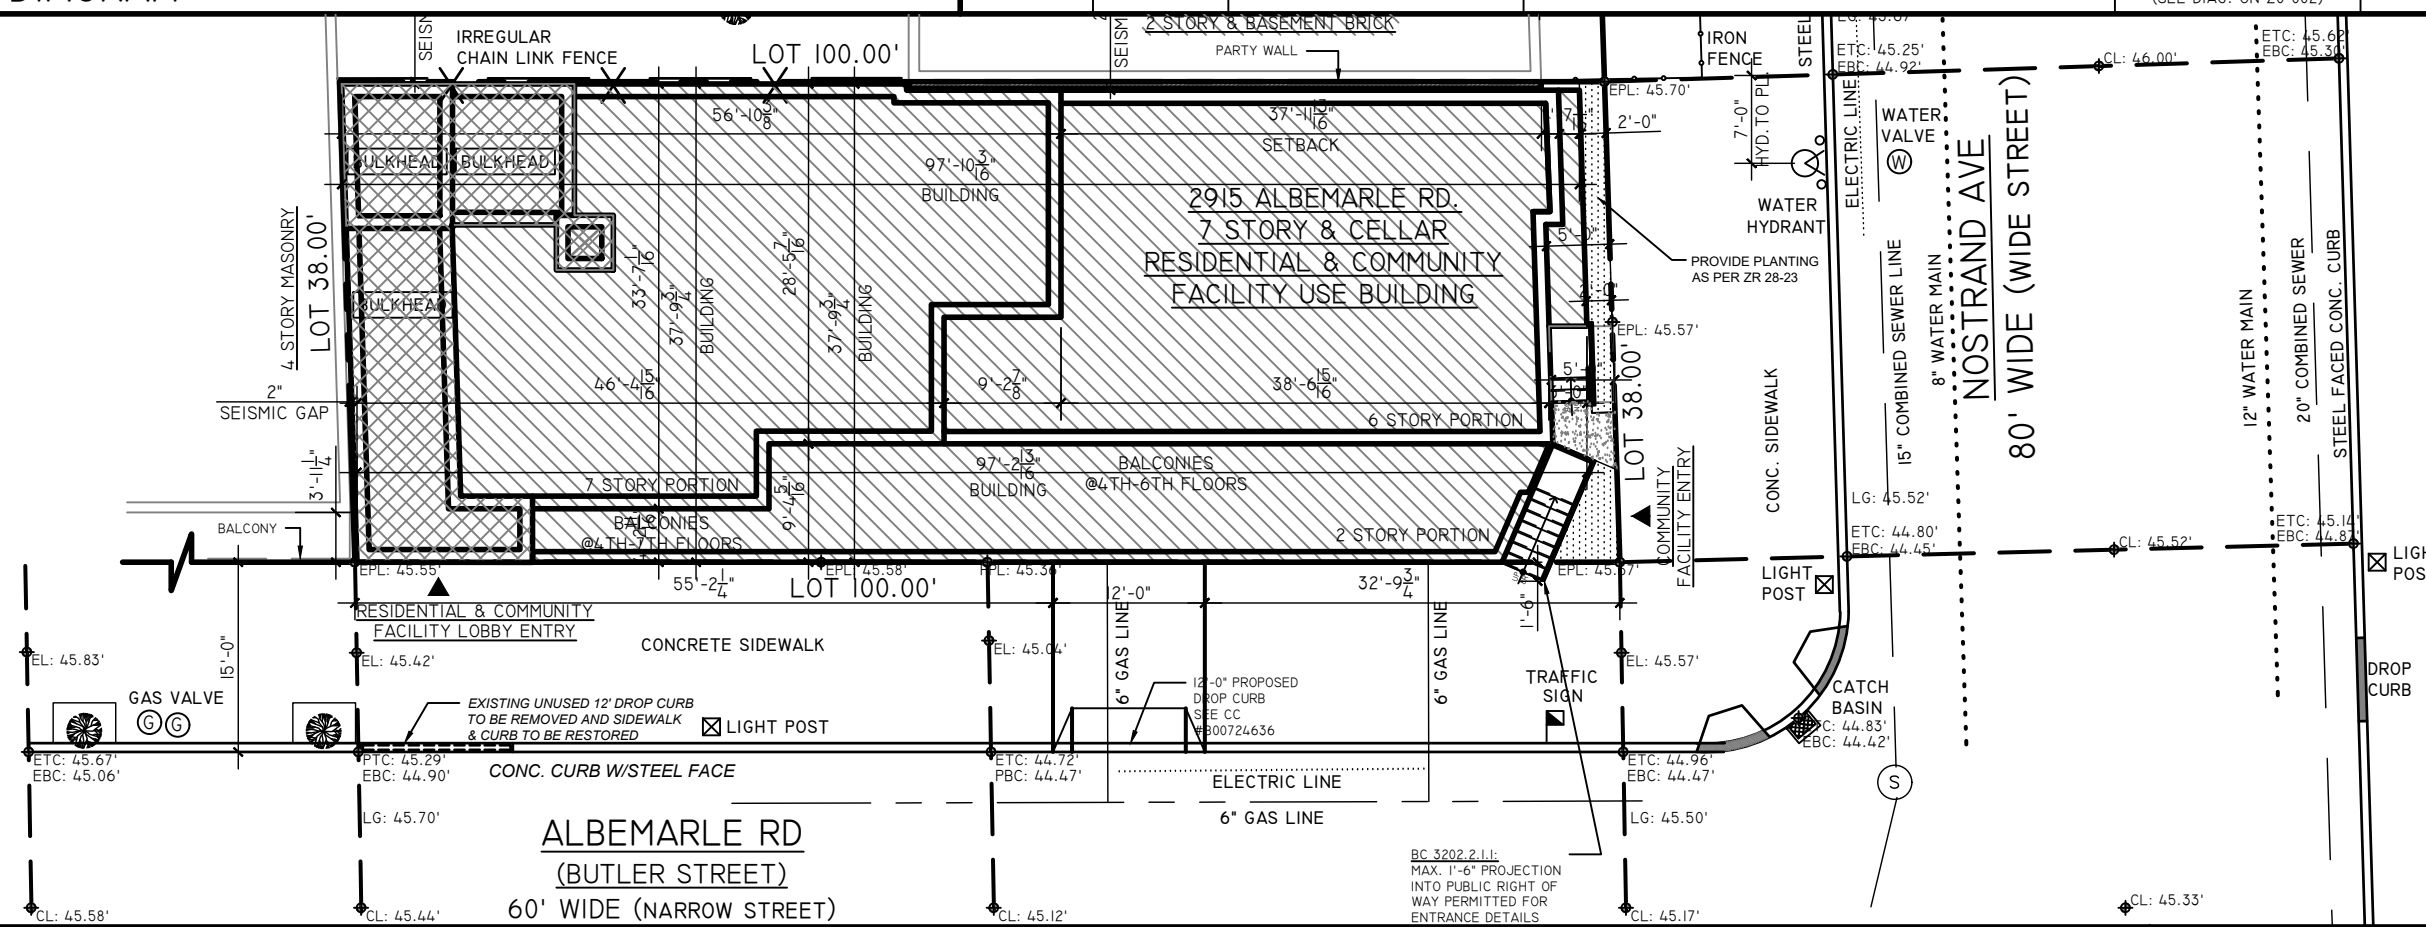 2 STORY & BASEMENT BRICK
PARTY WALL
IRREGULAR
CHAIN LINK FENCE
LOT 100.00'
IRON
FENCE
EPL: 45.70'
ETC: 45.25'
EBC: 44.92'
CL: 46.00'
ETC: 45.62'
EBC: 45.30'
7'-0"
HYD. TO PL
ELECTRIC LINE
WATER
VALVE
W
WATER
HYDRANT
2'-0"
37'-11 15/16"
SETBACK
97'-10 3/16"
BUILDING
BULKHEAD
BULKHEAD
BULKHEAD
2915 ALBEMARLE RD.
7 STORY & CELLAR
RESIDENTIAL & COMMUNITY
FACILITY USE BUILDING
PROVIDE PLANTING
AS PER ZR 28-23
4 STORY MASONRY
LOT 38.00'
33'-7 1/16"
37'-9 3/4"
BUILDING
28'-5 7/16"
37'-9 3/4"
BUILDING
EPL: 45.57'
2"
SEISMIC GAP
46'-4 15/16"
9'-2 7/8"
38'-6 15/16"
6 STORY PORTION
LOT 38.00'
3'-11 1/4"
97'-2 13/16"
BUILDING
BALCONIES
@4TH-6TH FLOORS
7 STORY PORTION
9'-4 5/16"
BALCONIES
@4TH-7TH FLOORS
2 STORY PORTION
BALCONY
COMMUNITY
FACILITY ENTRY
CONC. SIDEWALK
15" COMBINED SEWER LINE
8" WATER MAIN
NOSTRAND AVE
80' WIDE (WIDE STREET)
12" WATER MAIN
20" COMBINED SEWER
STEEL FACED CONC. CURB
LG: 45.52'
ETC: 44.80'
EBC: 44.45'
CL: 45.52'
ETC: 45.14'
EBC: 44.87'
EPL: 45.55'
EPL: 45.58'
55'-2 1/4"
LOT 100.00'
12'-0"
32'-9 3/4"
1'-6"
LIGHT
POST
RESIDENTIAL & COMMUNITY
FACILITY LOBBY ENTRY
CONCRETE SIDEWALK
15'-0"
EL: 45.83'
EL: 45.42'
EL: 45.04'
EL: 45.57'
6" GAS LINE
6" GAS LINE
TRAFFIC
SIGN
CATCH
BASIN
DROP
CURB
GAS VALVE
G
G
EXISTING UNUSED 12' DROP CURB
TO BE REMOVED AND SIDEWALK
& CURB TO BE RESTORED
LIGHT POST
12'-0" PROPOSED
DROP CURB
SEE CC
#B00724636
EBC: 44.42'
ETC: 45.67'
EBC: 45.06'
PTC: 45.29'
EBC: 44.90'
CONC. CURB W/STEEL FACE
ETC: 44.72'
PBC: 44.47'
ELECTRIC LINE
ETC: 44.96'
EBC: 44.47'
S
LG: 45.70'
6" GAS LINE
LG: 45.50'
ALBEMARLE RD
(BUTLER STREET)
60' WIDE (NARROW STREET)
BC 3202.2.1.1:
MAX. 1'-6" PROJECTION
INTO PUBLIC RIGHT OF
WAY PERMITTED FOR
ENTRANCE DETAILS
CL: 45.58'
CL: 45.44'
CL: 45.12'
CL: 45.17'
CL: 45.33'